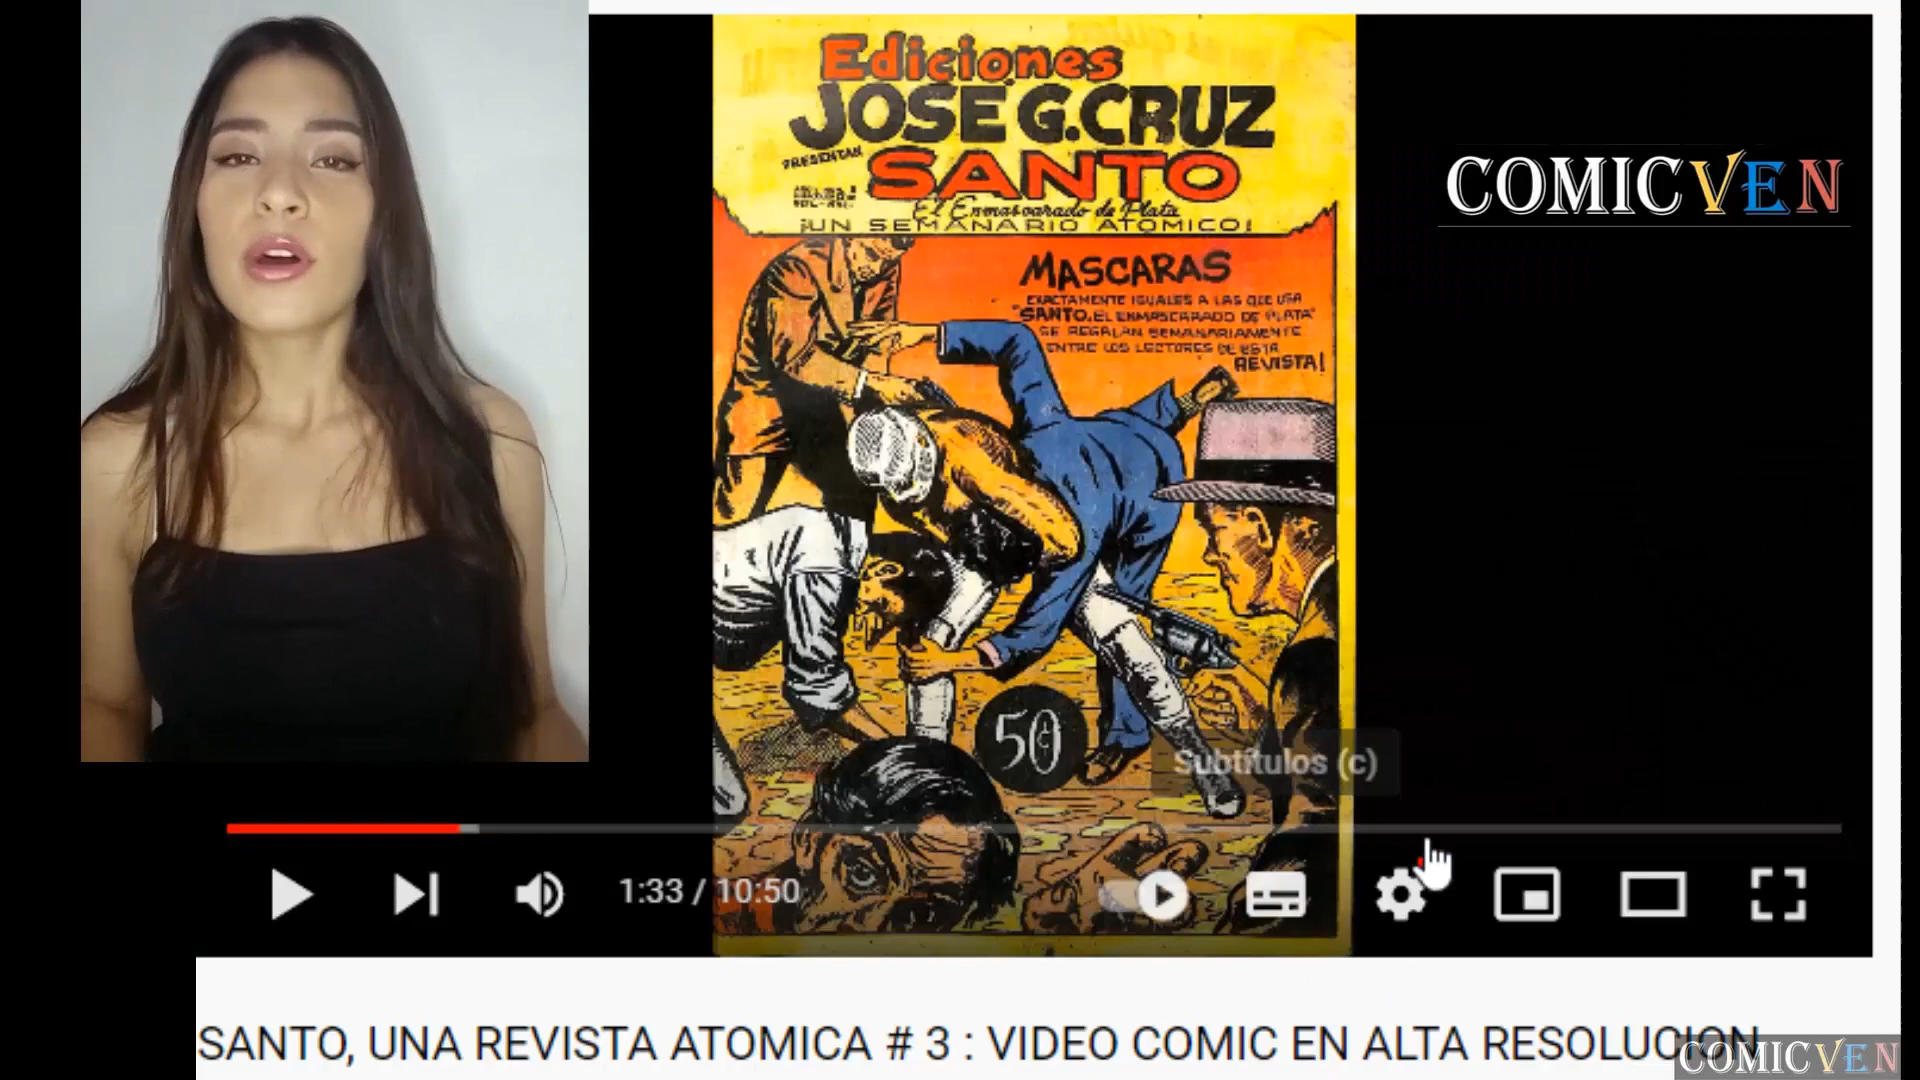 Ediciones
JOSE G. CRUZ
PRESENTAN
SANTO
El Enmascarado de Plata
¡UN SEMANARIO ATOMICO!
COMICVEN
MASCARAS
EXACTAMENTE IGUALES A LAS QUE USA
"SANTO, EL ENMASCARADO DE PLATA"
SE REGALAN SEMANARIAMENTE
ENTRE LOS LECTORES DE ESTA
REVISTA!
50¢
Subtítulos (c)
1:33 / 10:50
SANTO, UNA REVISTA ATOMICA # 3 : VIDEO COMIC EN ALTA RESOLUCION
COMICVEN